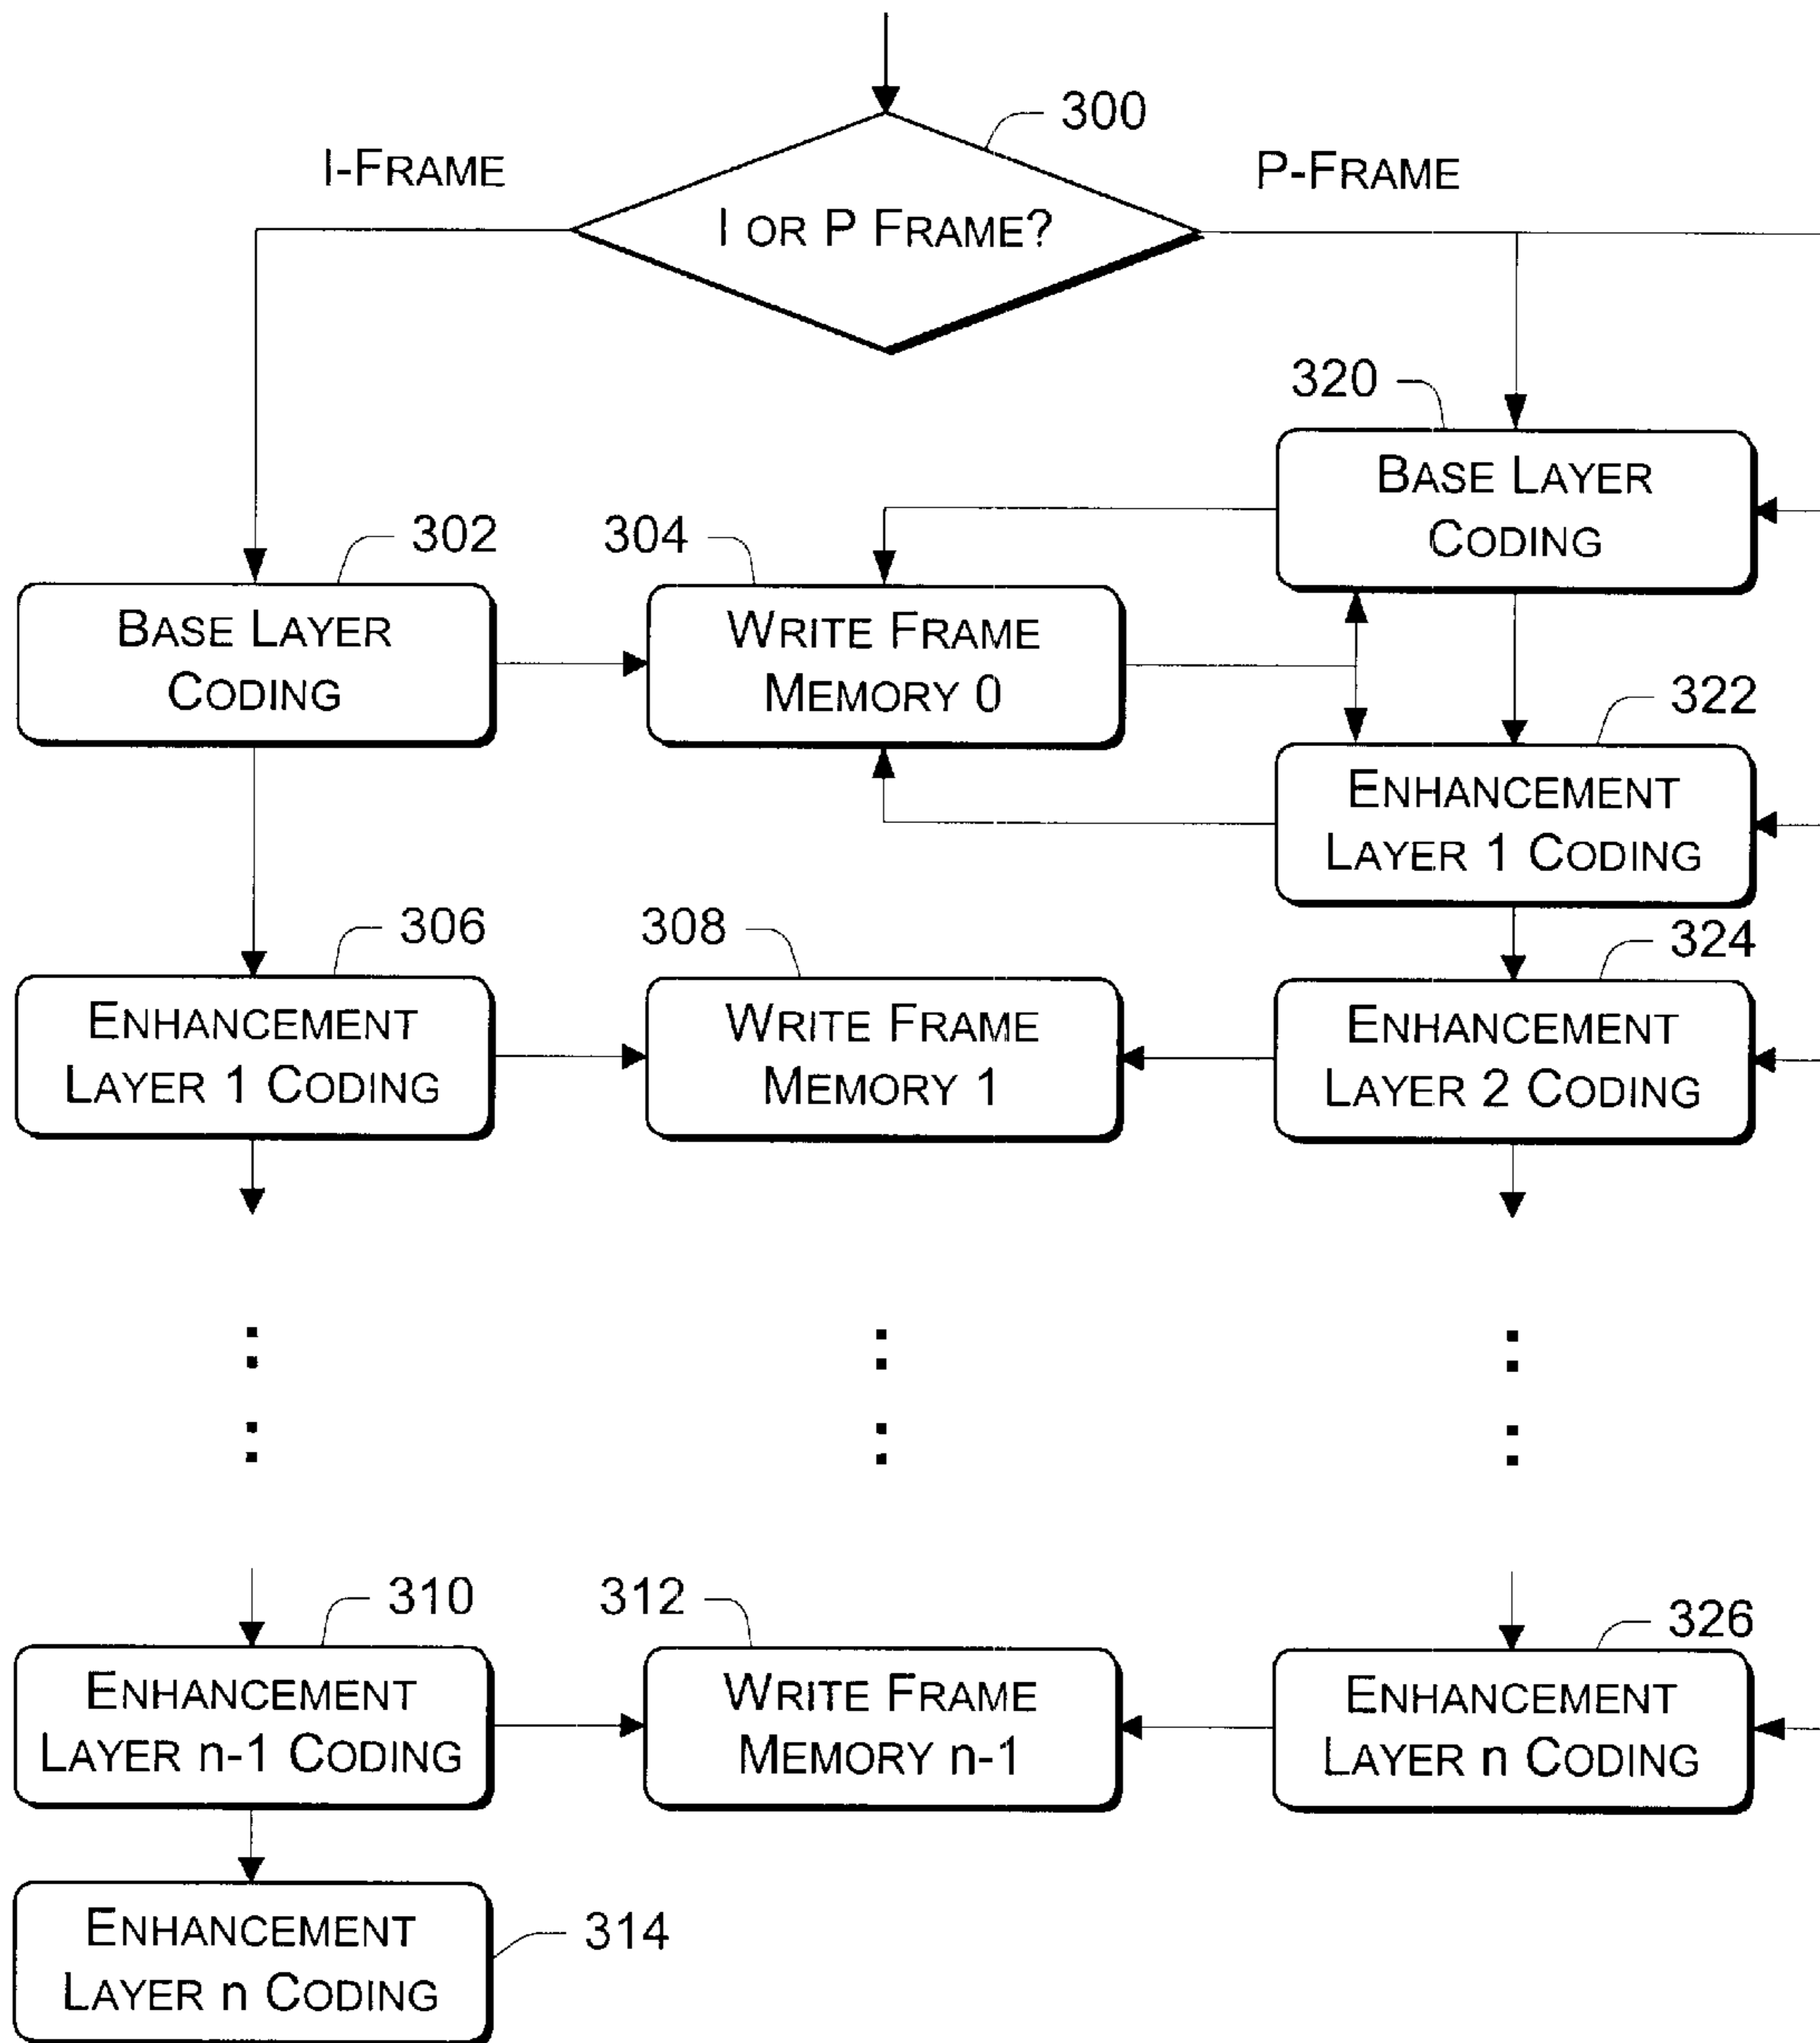 300
I-FRAME
P-FRAME
I OR P FRAME?
320
BASE LAYER
CODING
302
304
BASE LAYER
CODING
WRITE FRAME
MEMORY 0
322
ENHANCEMENT
LAYER 1 CODING
306
308
324
ENHANCEMENT
LAYER 1 CODING
WRITE FRAME
MEMORY 1
ENHANCEMENT
LAYER 2 CODING
310
312
326
ENHANCEMENT
LAYER n-1 CODING
WRITE FRAME
MEMORY n-1
ENHANCEMENT
LAYER n CODING
ENHANCEMENT
LAYER n CODING
314